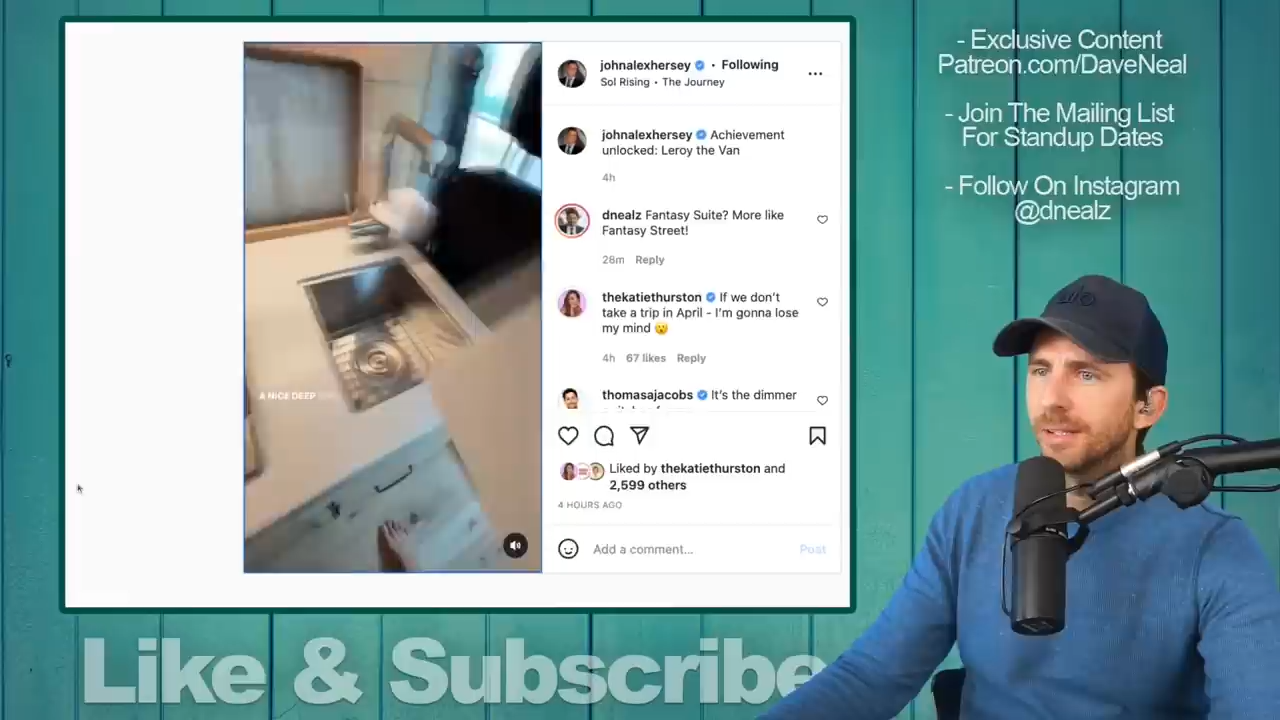 johnalexhersey • Following
Sol Rising • The Journey
johnalexhersey Achievement
unlocked: Leroy the Van
4h
dnealz Fantasy Suite? More like
Fantasy Street!
28m Reply
thekatiethurston If we don't
take a trip in April - I'm gonna lose
my mind 😮
4h 67 likes Reply
thomasajacobs It's the dimmer
A NICE DEEP
Liked by thekatiethurston and
2,599 others
4 HOURS AGO
Add a comment...
Post
- Exclusive Content
Patreon.com/DaveNeal
- Join The Mailing List
For Standup Dates
- Follow On Instagram
@dnealz
Like & Subscribe